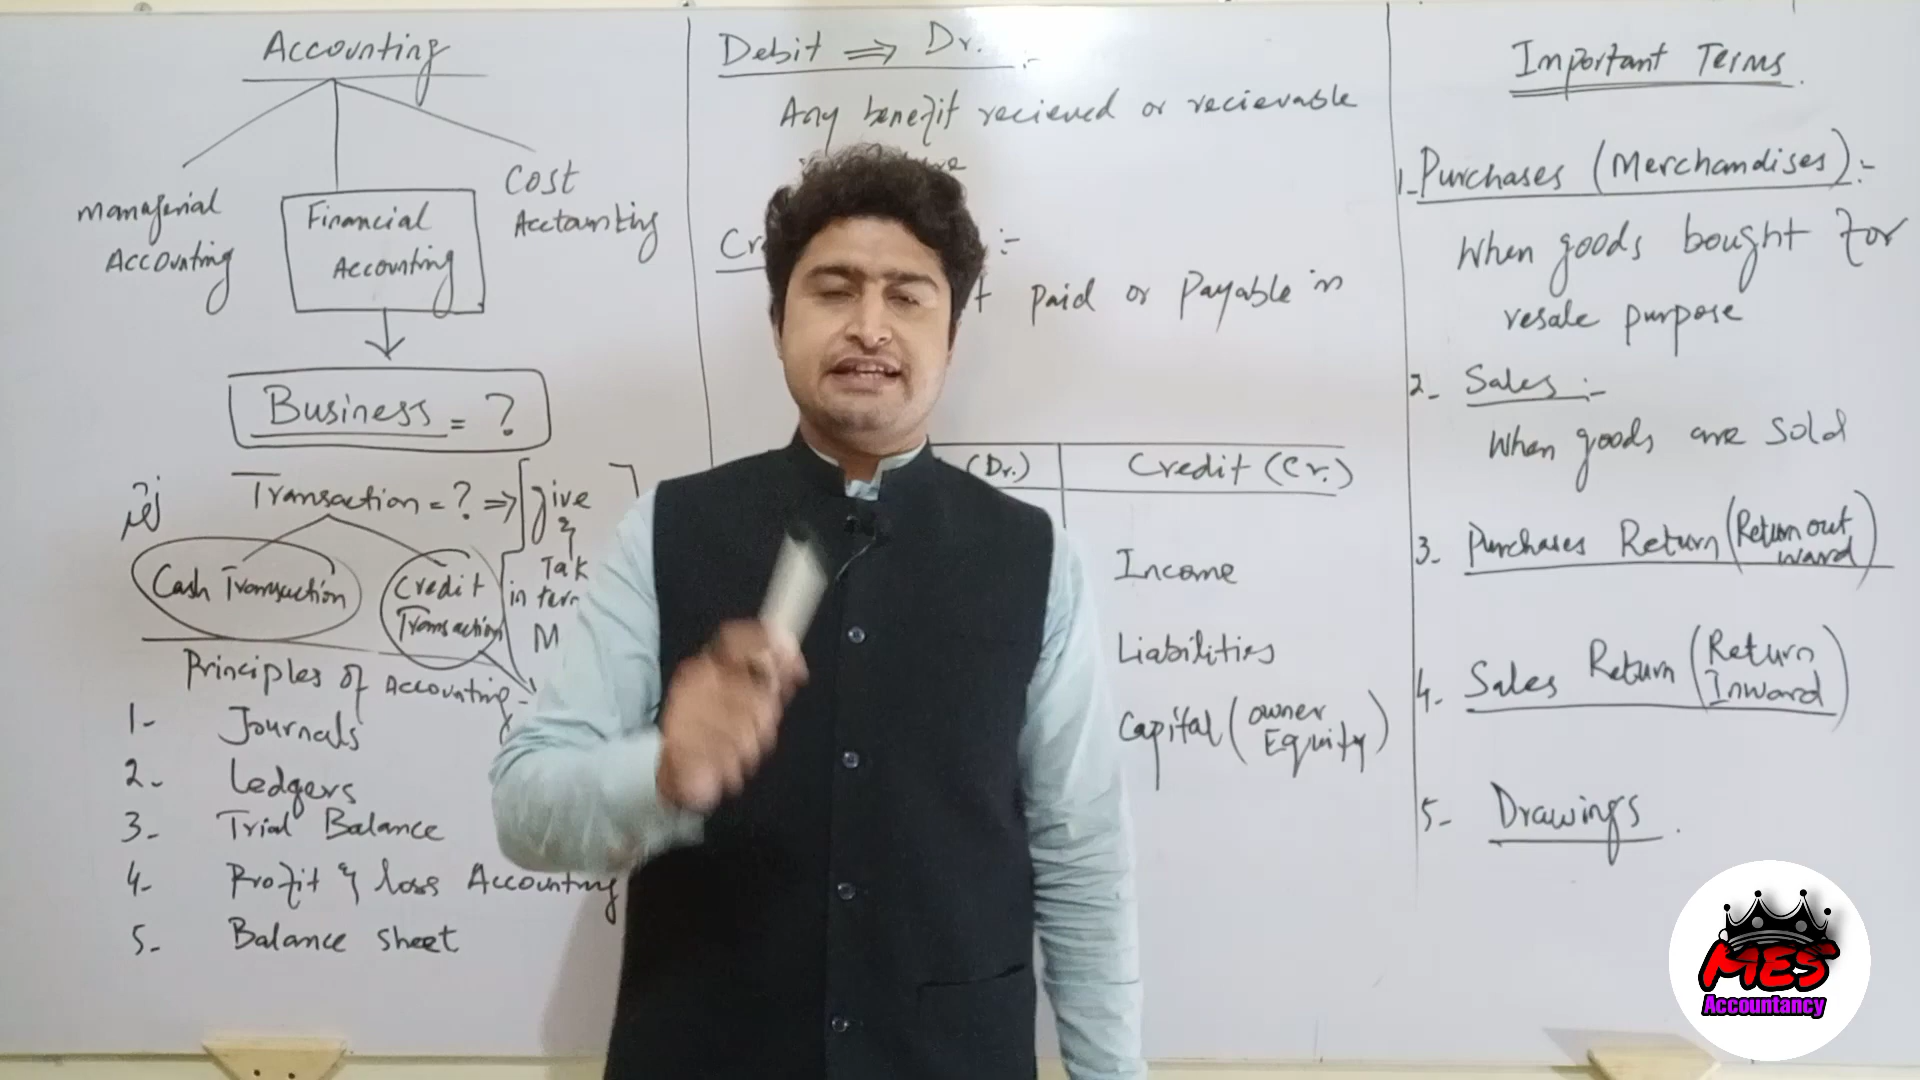 Accounting
Managerial
Accounting
Financial
Accounting
Cost
Accounting
Business = ?
Transaction = ? ⇒ [give
&
Tak
in ter
M
Cash Transaction
Credit
Transaction
Principles of Accounting
1- Journals
2- Ledgers
3- Trial Balance
4- Profit & loss Accounting
5- Balance sheet
Debit ⇒ Dr. :-
Any benefit recieved or recievable
Cr :-
t paid or payable in
(Dr.) Credit (Cr.)
Income
Liabilities
Capital (owner
Equity)
Important Terms
1- Purchases (Merchandises) :-
When goods bought for
resale purpose
2- Sales :-
When goods are sold
3- Purchases Return (Return out
ward)
4- Sales Return (Return
Inward)
5- Drawings.
MES
Accountancy